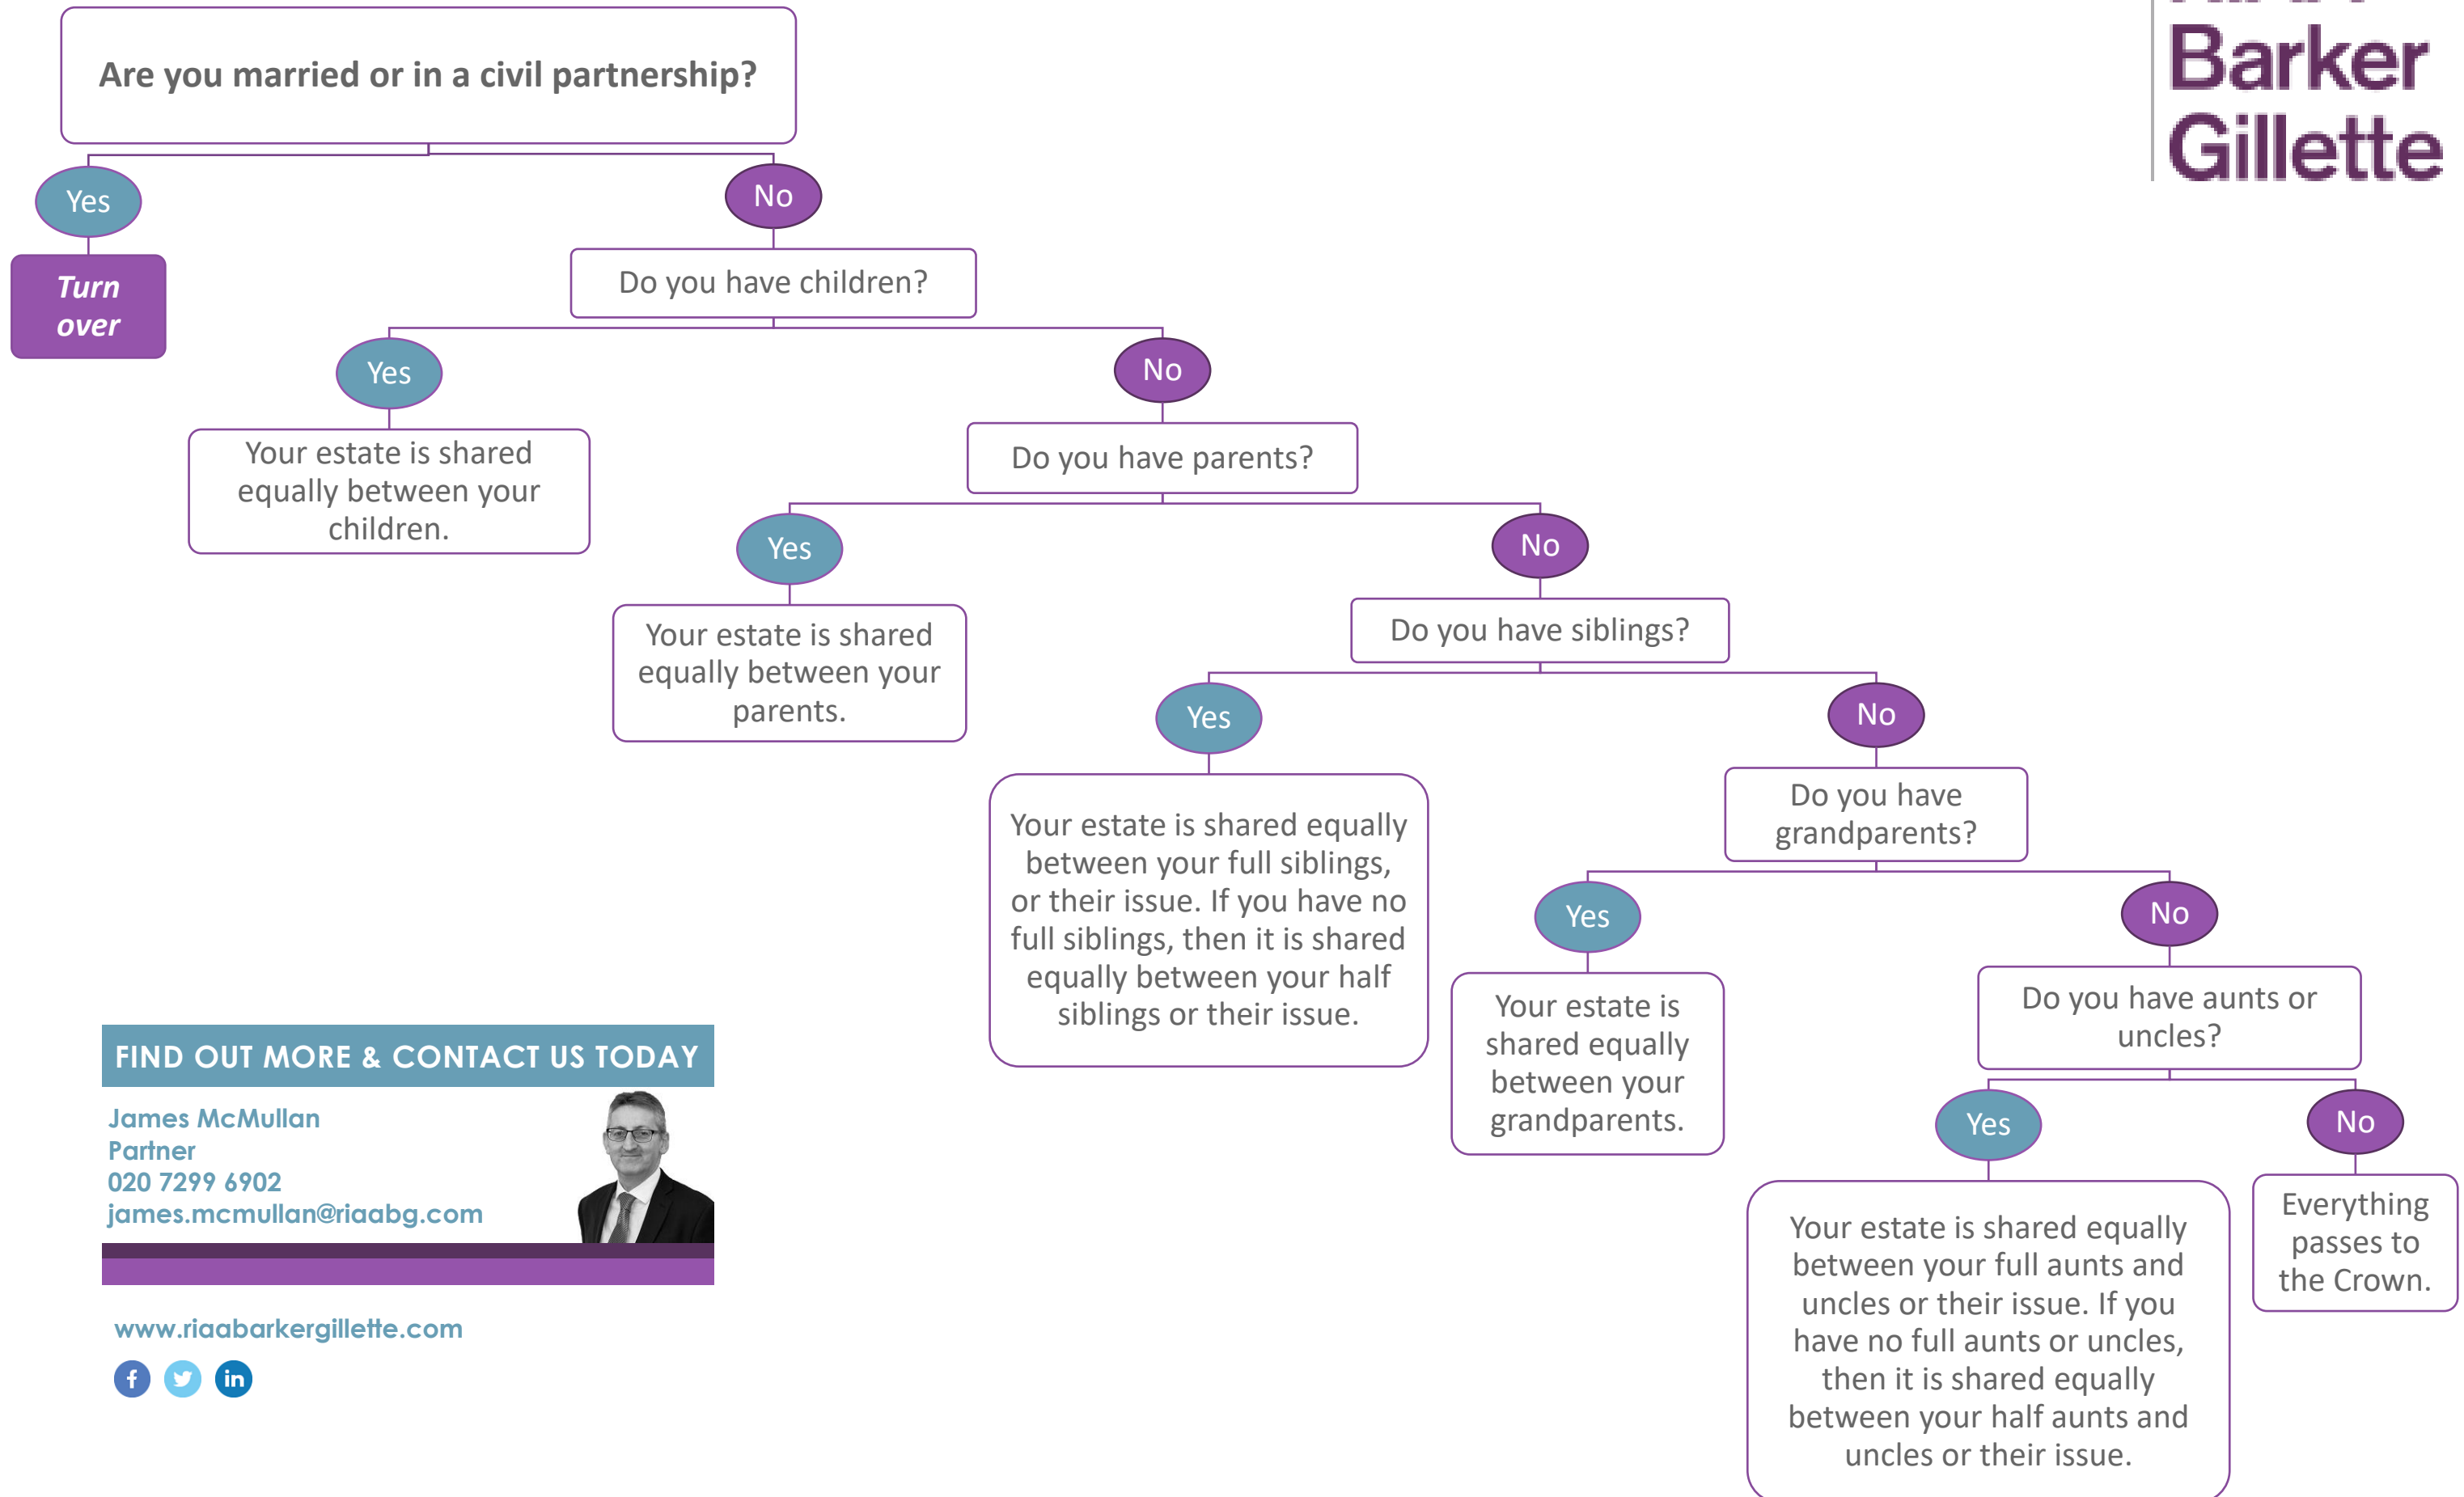 Barker
Gillette
Are you married or in a civil partnership?
Yes
No
Turn
over
Do you have children?
Yes
No
Your estate is shared
equally between your
children.
Do you have parents?
Yes
No
Your estate is shared
equally between your
parents.
Do you have siblings?
Yes
No
Your estate is shared equally
between your full siblings,
or their issue. If you have no
full siblings, then it is shared
equally between your half
siblings or their issue.
Do you have
grandparents?
Yes
No
Your estate is
shared equally
between your
grandparents.
Do you have aunts or
uncles?
Yes
No
Your estate is shared equally
between your full aunts and
uncles or their issue. If you
have no full aunts or uncles,
then it is shared equally
between your half aunts and
uncles or their issue.
Everything
passes to
the Crown.
FIND OUT MORE & CONTACT US TODAY
James McMullan
Partner
020 7299 6902
james.mcmullan@riaabg.com
www.riaabarkergillette.com
f
in